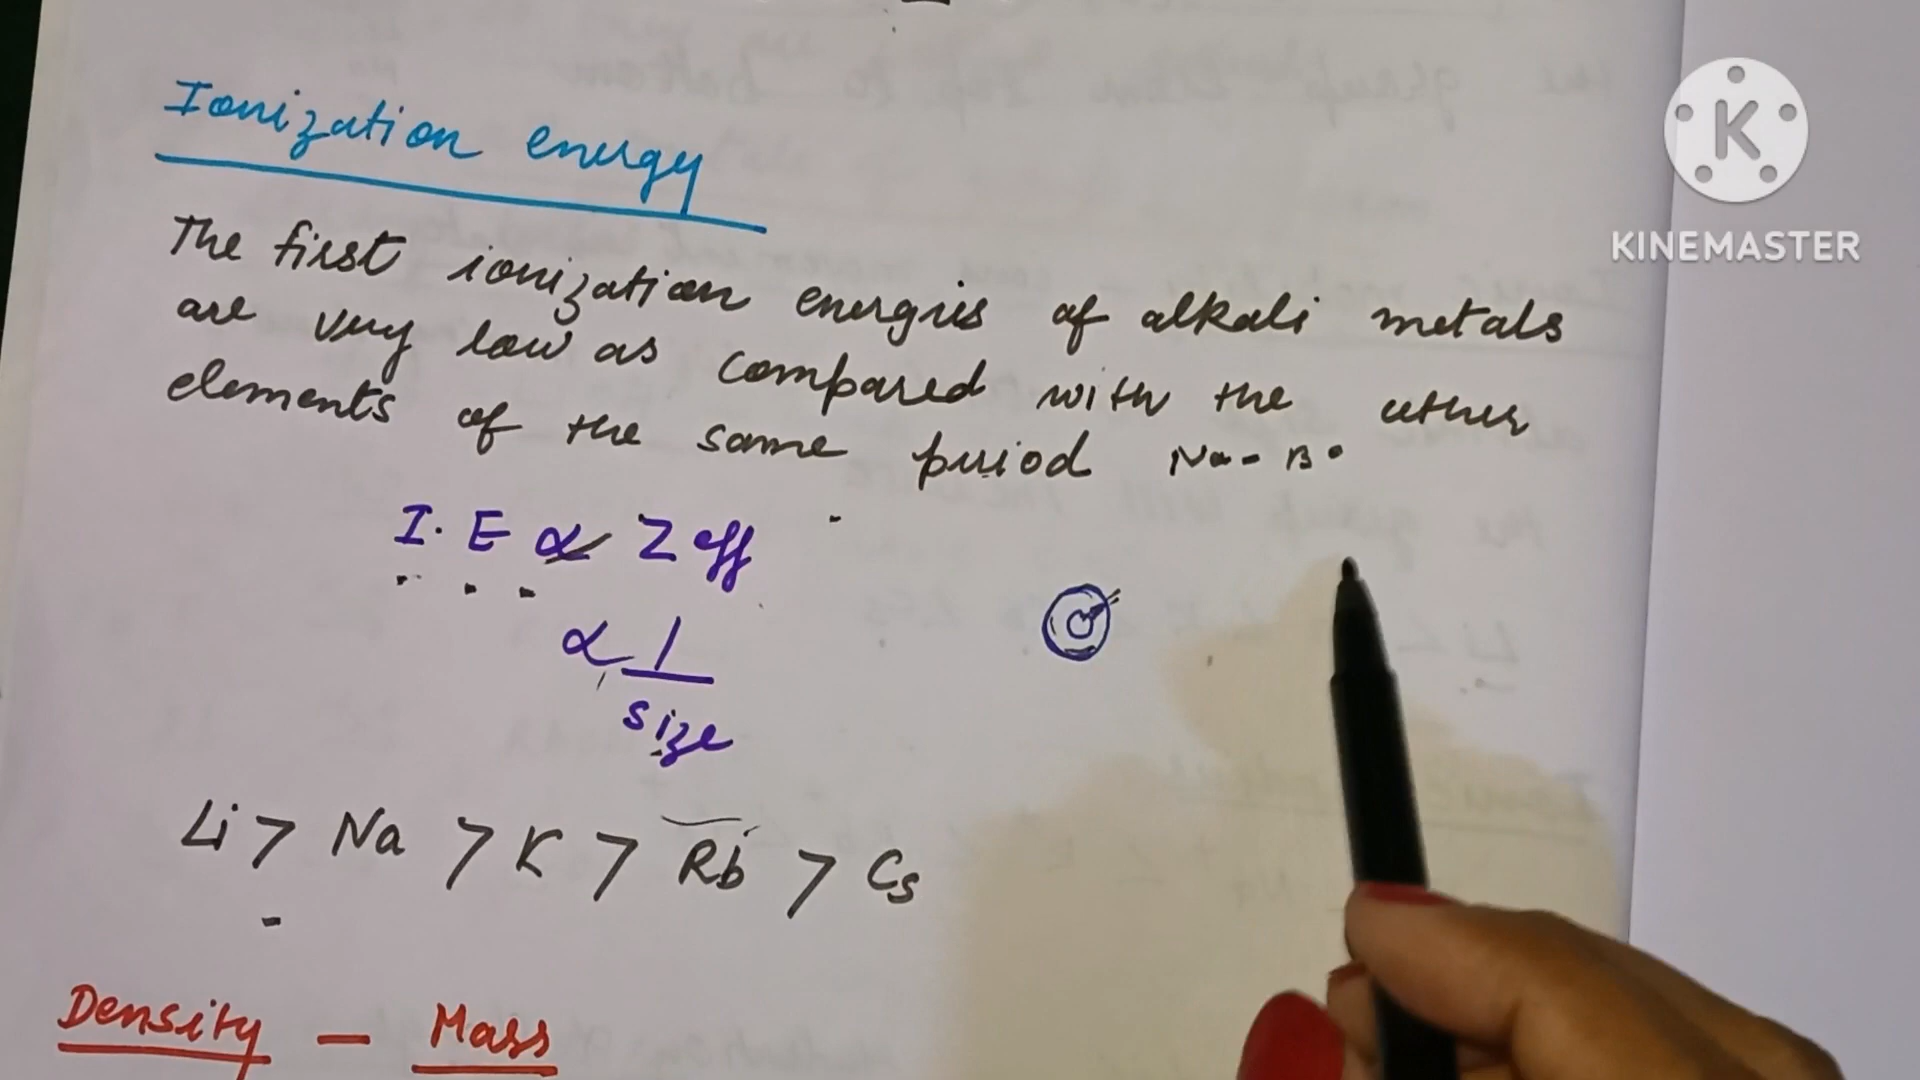 Ionization energy
The first ionization energies of alkali metals
are very low as compared with the other
elements of the same period
I. E ∝ Z eff
∝ 1
size
Li > Na > K > Rb > Cs
Density - Mass
K
KINEMASTER